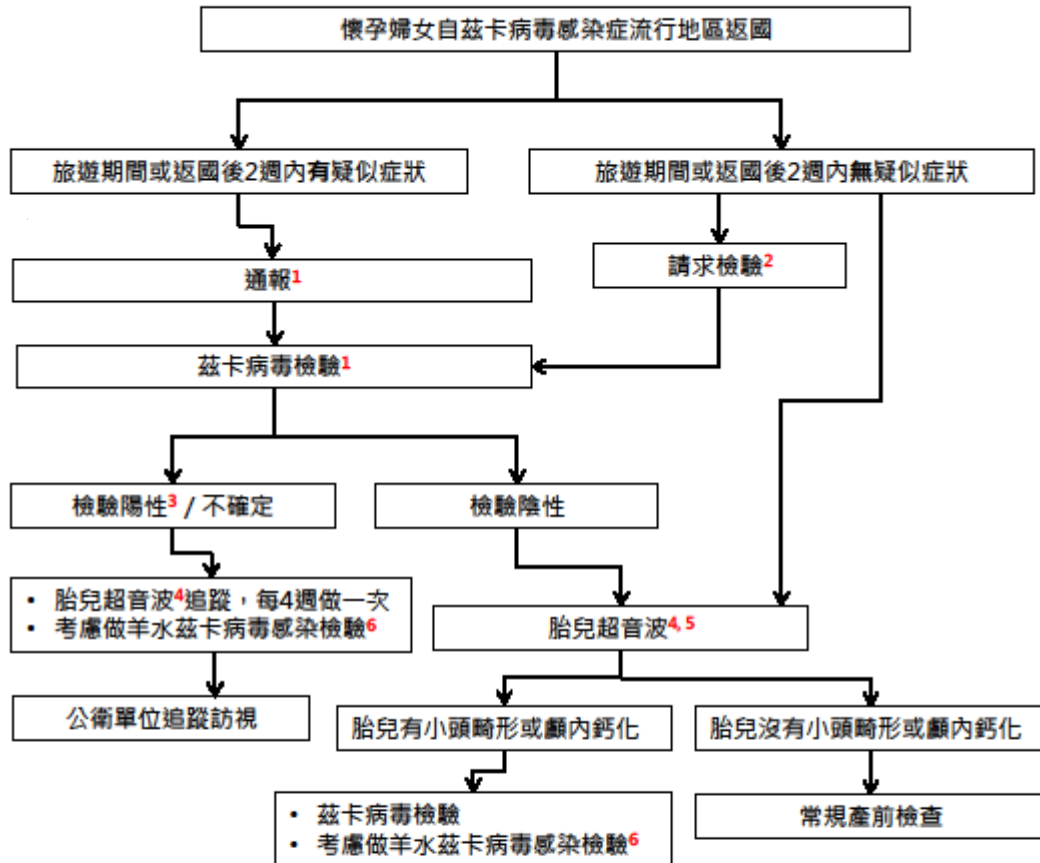 懷孕婦女自茲卡病毒感染症流行地區返國
旅遊期間或返國後2週內有疑似症狀
旅遊期間或返國後2週內無疑似症狀
通報1
請求檢驗2
茲卡病毒檢驗1
檢驗陽性3 / 不確定
檢驗陰性
• 胎兒超音波4追蹤，每4週做一次
• 考慮做羊水茲卡病毒感染檢驗6
胎兒超音波4, 5
公衛單位追蹤訪視
胎兒有小頭畸形或顱內鈣化
胎兒沒有小頭畸形或顱內鈣化
• 茲卡病毒檢驗
• 考慮做羊水茲卡病毒感染檢驗6
常規產前檢查